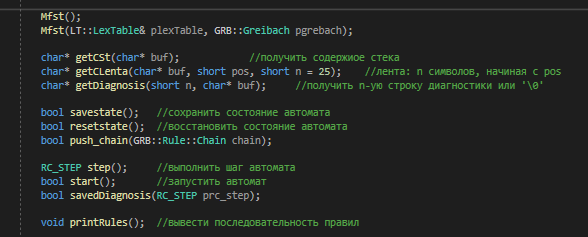 Mfst();
Mfst(LT::LexTable& plexTable, GRB::Greibach pgrebach);
char* getCSt(char* buf); //получить содержиое стека
char* getCLenta(char* buf, short pos, short n = 25); //лента: n символов, начиная с pos
char* getDiagnosis(short n, char* buf); //получить n-ую строку диагностики или '\0'
bool savestate(); //сохранить состояние автомата
bool resetstate(); //восстановить состояние автомата
bool push_chain(GRB::Rule::Chain chain);
RC_STEP step(); //выполнить шаг автомата
bool start(); //запустить автомат
bool savedDiagnosis(RC_STEP prc_step);
void printRules(); //вывести последовательность правил